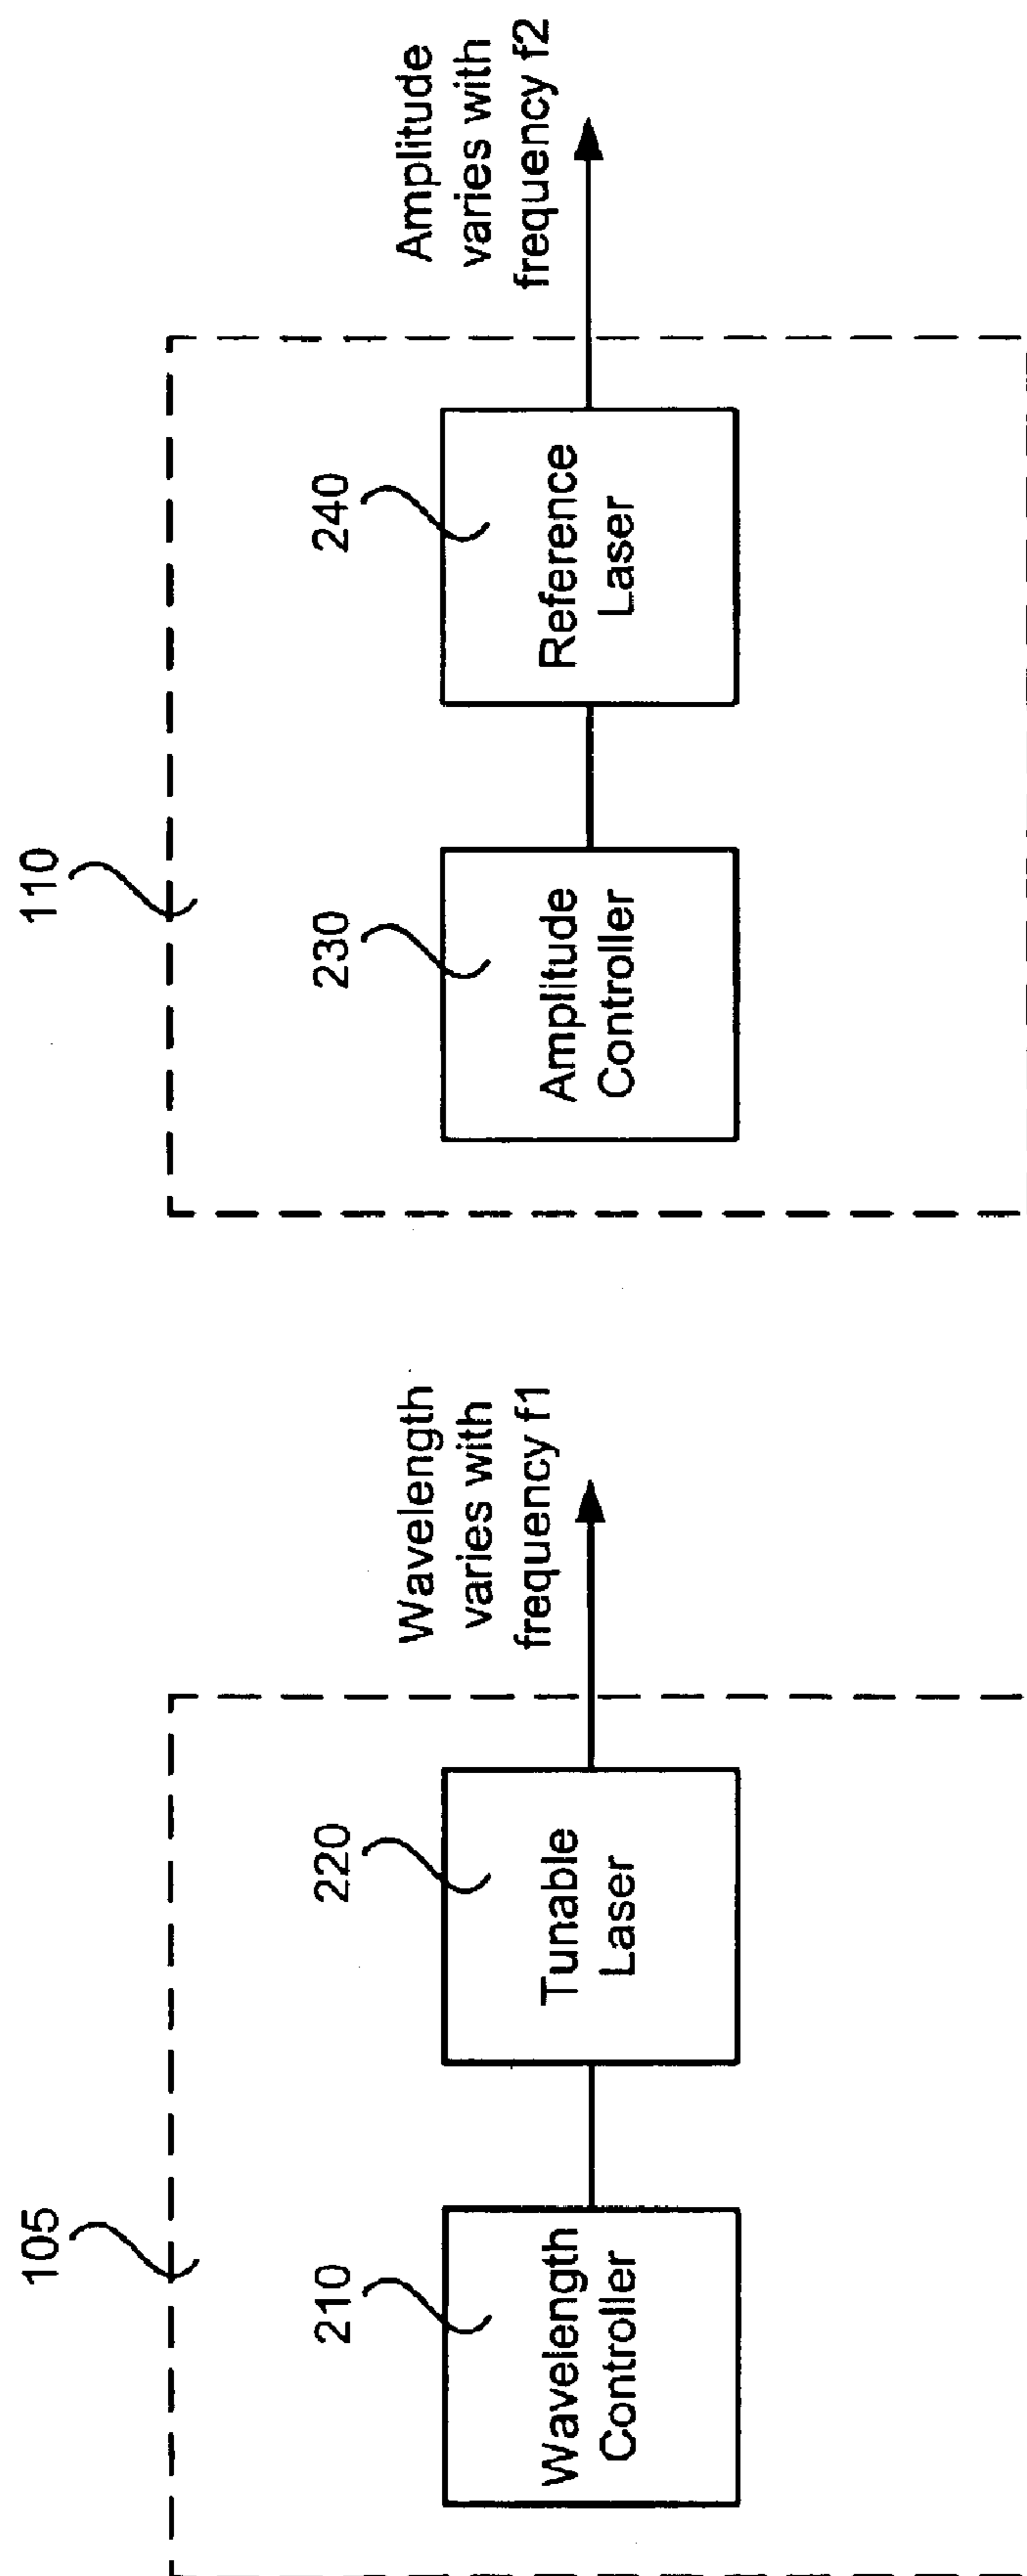 105
210
Wavelength
Controller
220
Tunable
Laser
Wavelength
varies with
frequency f1
110
230
Amplitude
Controller
240
Reference
Laser
Amplitude
varies with
frequency f2